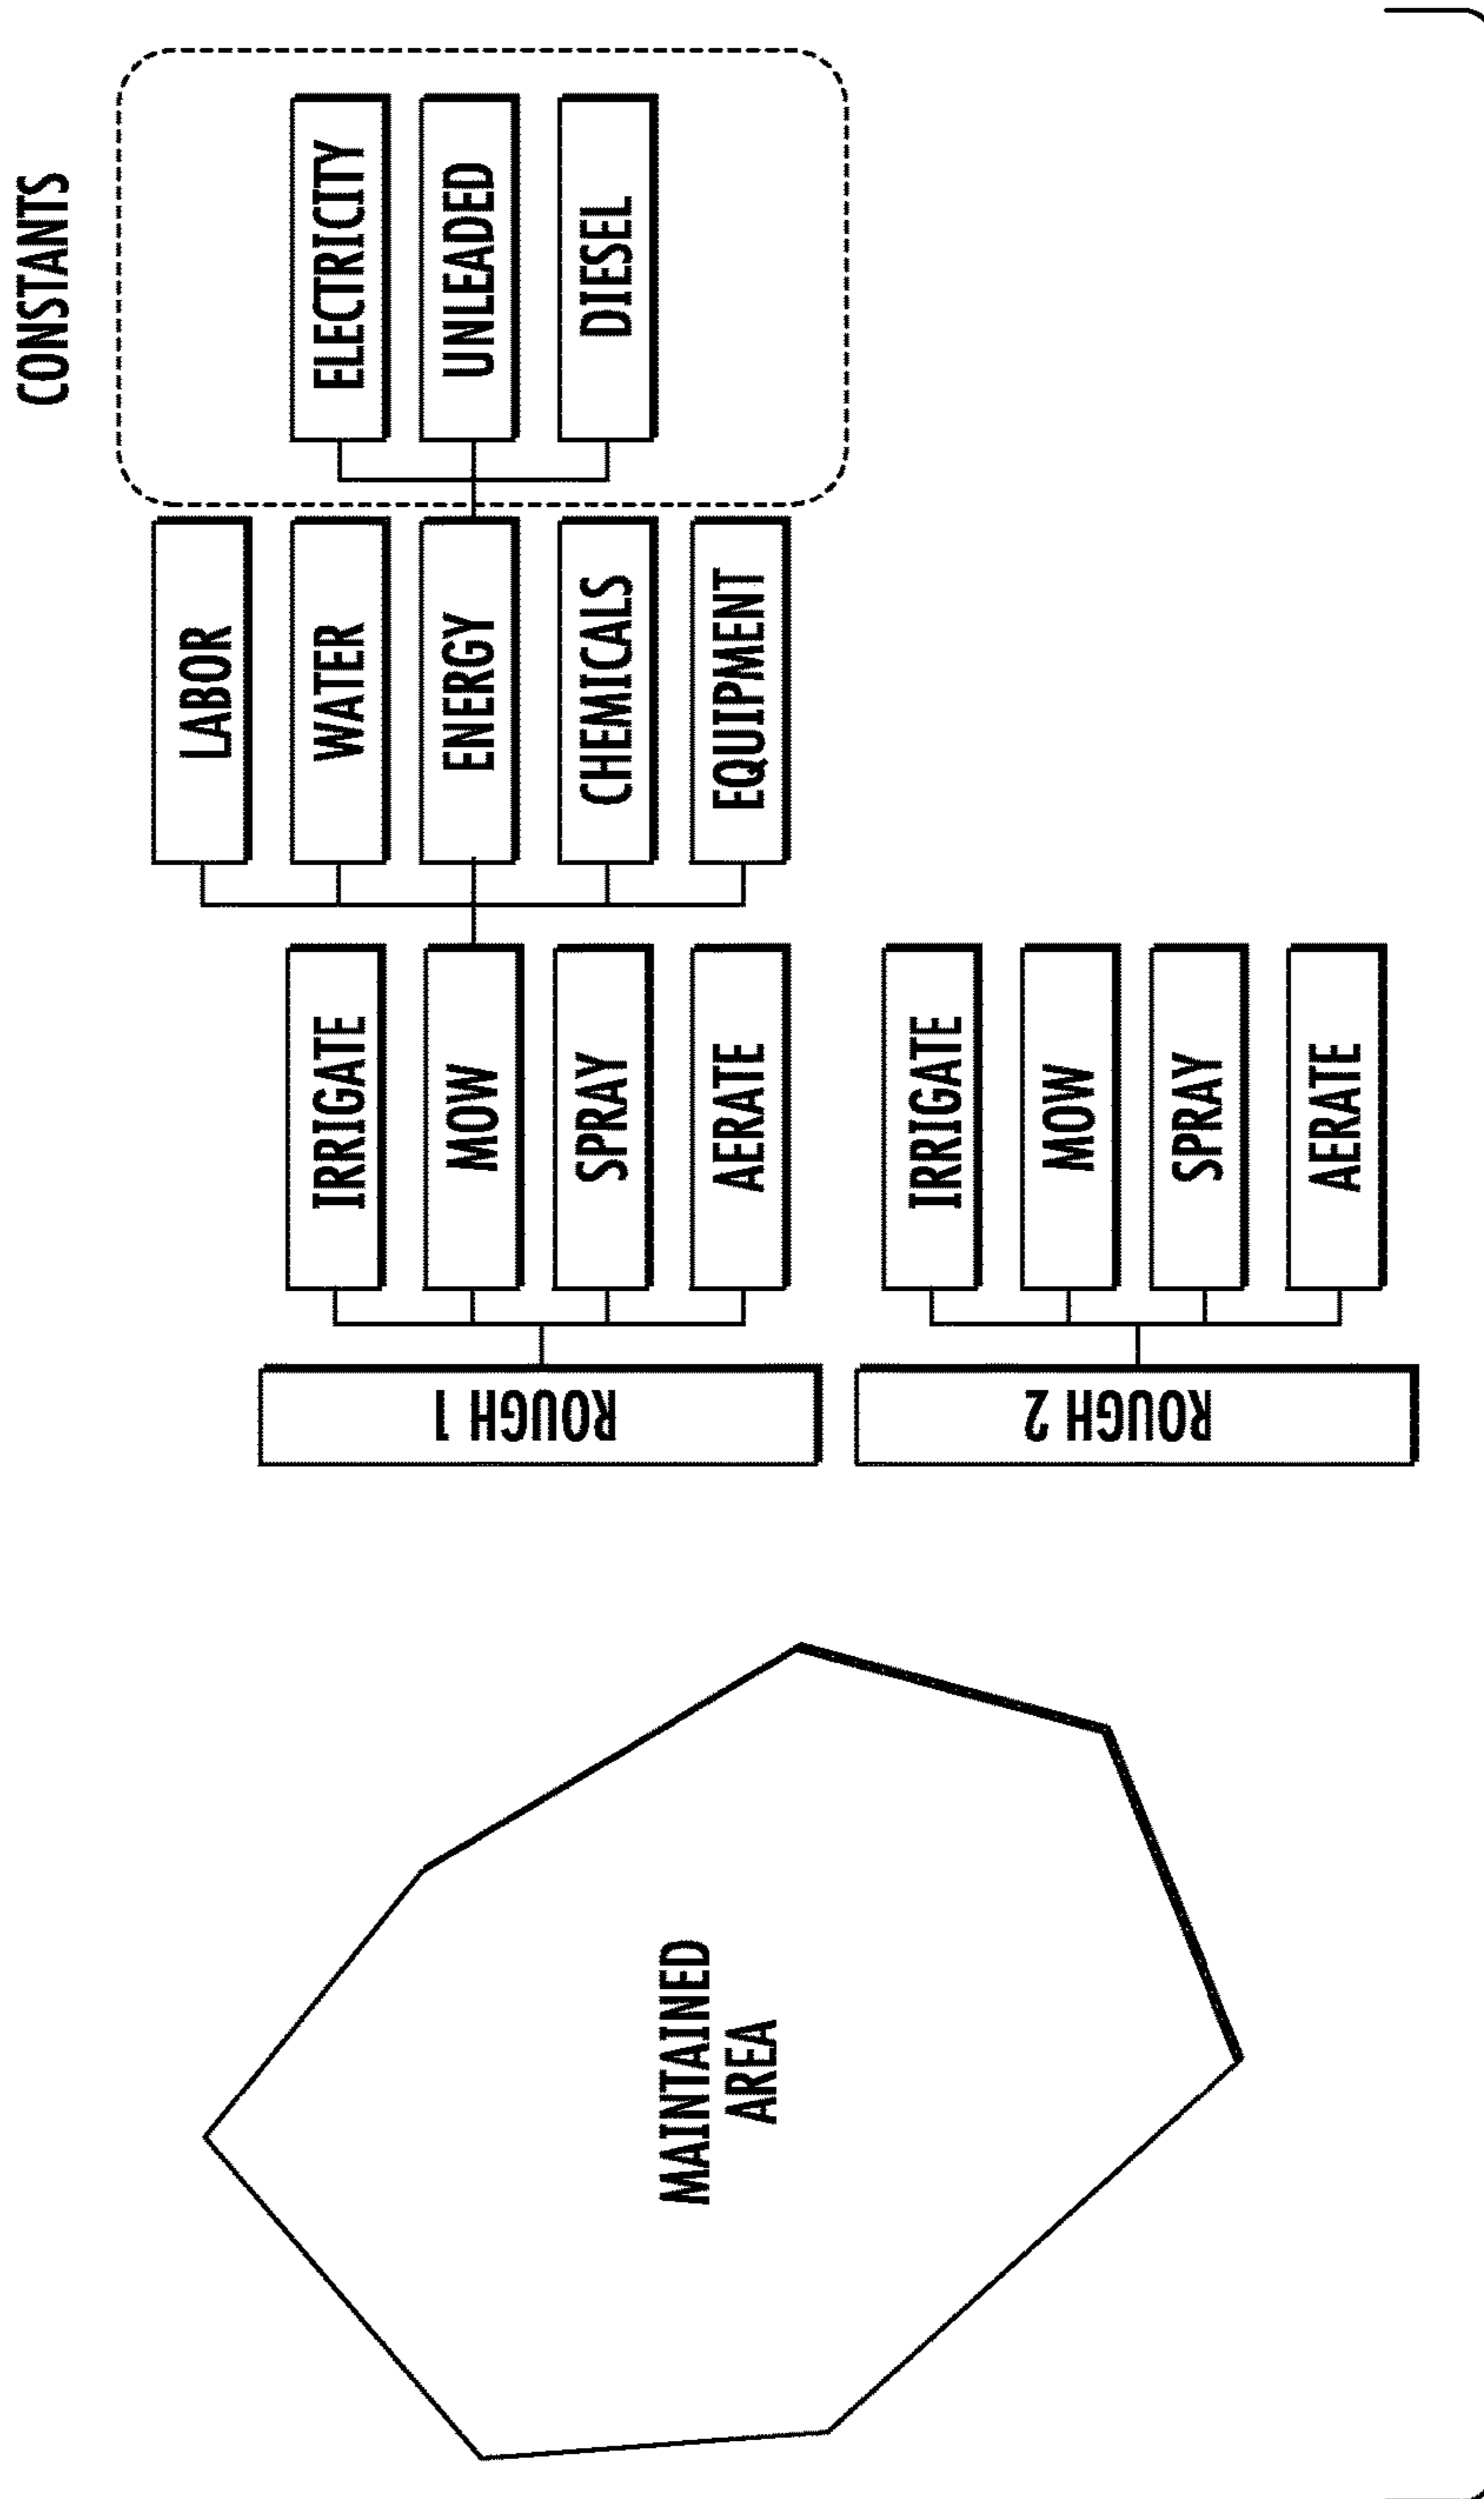 CONSTANTS
MAINTAINED
AREA
ROUGH 1
IRRIGATE
MOW
SPRAY
AERATE
LABOR
WATER
ENERGY
CHEMICALS
EQUIPMENT
ELECTRICITY
UNLEADED
DIESEL
ROUGH 2
IRRIGATE
MOW
SPRAY
AERATE